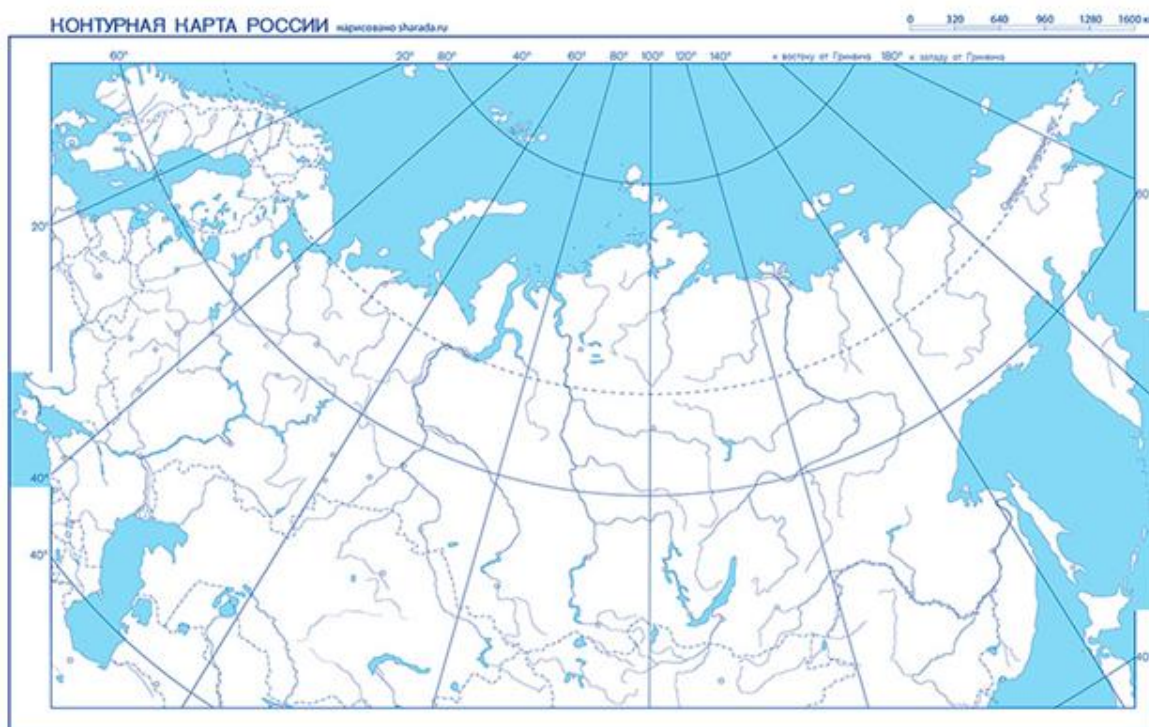 КОНТУРНАЯ КАРТА РОССИИ нарисовано sharada.ru
0 320 640 960 1280 1600 к
60° 20° 80° 40° 60° 80° 100° 120° 140° к востоку от Гринвича 180° к западу от Гринвича
60
20°
40°
40°
40